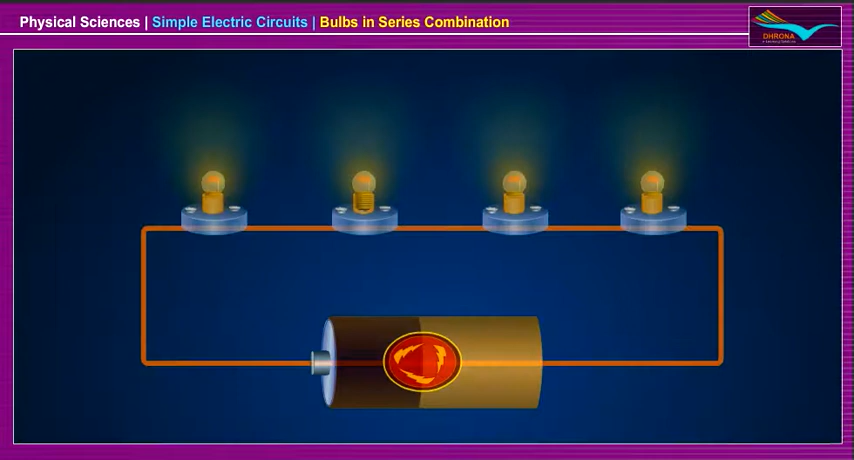 Physical Sciences | Simple Electric Circuits | Bulbs in Series Combination
DHRONA